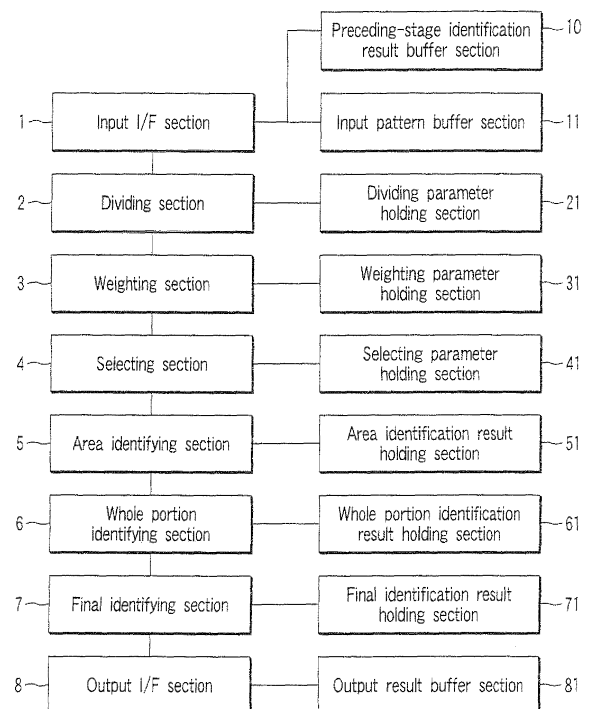 Preceding-stage identification
result buffer section
10
1
Input I/F section
Input pattern buffer section
11
2
Dividing section
Dividing parameter
holding section
21
3
Weighting section
Weighting parameter
holding section
31
4
Selecting section
Selecting parameter
holding section
41
5
Area identifying section
Area identification result
holding section
51
6
Whole portion
identifying section
Whole portion identification
result holding section
61
7
Final identifying section
Final identification result
holding section
71
8
Output I/F section
Output result buffer section
81